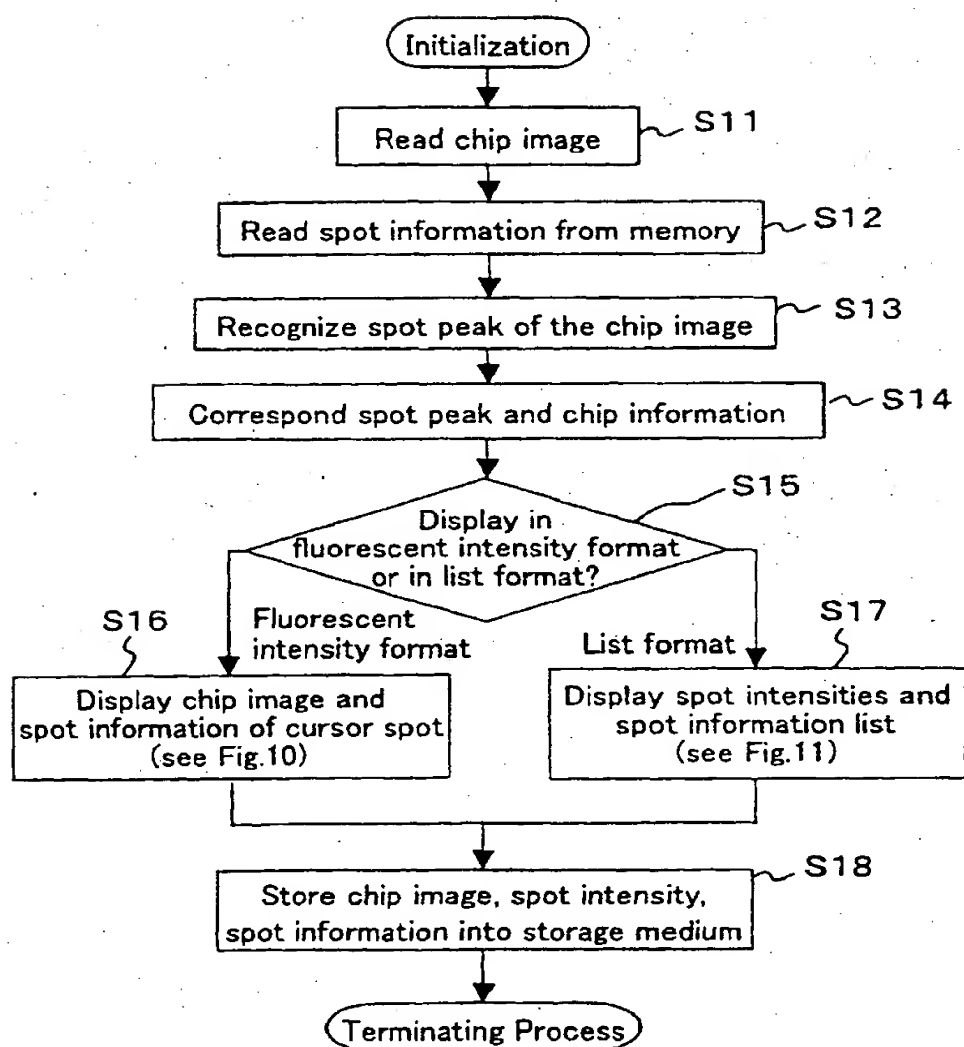 Initialization
Read chip image
S11
Read spot information from memory
S12
Recognize spot peak of the chip image
S13
Correspond spot peak and chip information
S14
S15
Display in
fluorescent intensity format
or in list format?
S16
Fluorescent
intensity format
List format
S17
Display chip image and
spot information of cursor spot
(see Fig.10)
Display spot intensities and
spot information list
(see Fig.11)
S18
Store chip image, spot intensity,
spot information into storage medium
Terminating Process